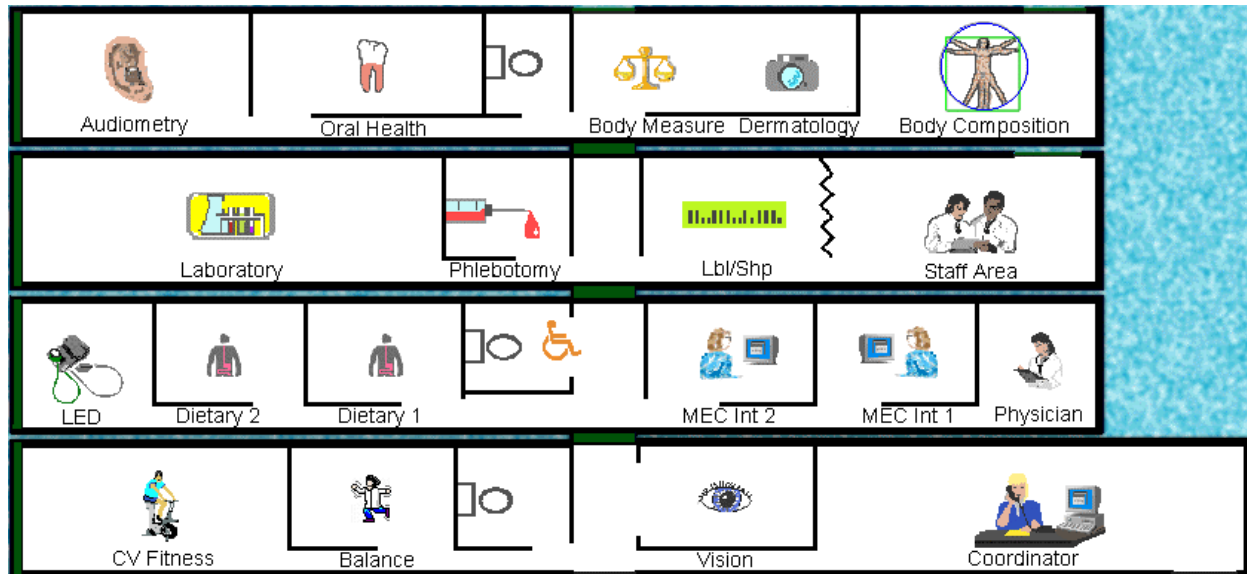 Audiometry
Oral Health
Body Measure
Dermatology
Body Composition
Laboratory
Phlebotomy
Lbl/Shp
Staff Area
LED
Dietary 2
Dietary 1
MEC Int 2
MEC Int 1
Physician
CV Fitness
Balance
Vision
Coordinator